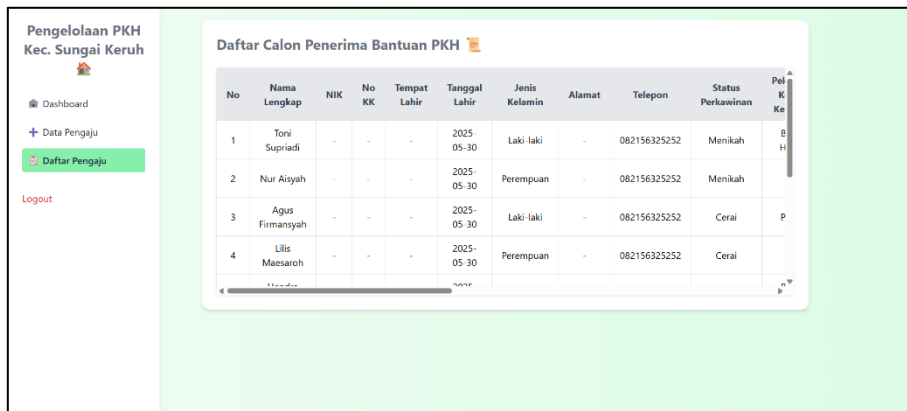 Pengelolaan PKH
Kec. Sungai Keruh
Dashboard
Data Pengaju
Daftar Pengaju
Logout
Daftar Calon Penerima Bantuan PKH
No Nama Lengkap NIK No KK Tempat Lahir Tanggal Lahir Jenis Kelamin Alamat Telepon Status Perkawinan
1 Toni Supriadi - - - 2025-05-30 Laki-laki - 082156325252 Menikah
2 Nur Aisyah - - - 2025-05-30 Perempuan - 082156325252 Menikah
3 Agus Firmansyah - - - 2025-05-30 Laki-laki - 082156325252 Cerai P
4 Lilis Maesaroh - - - 2025-05-30 Perempuan - 082156325252 Cerai